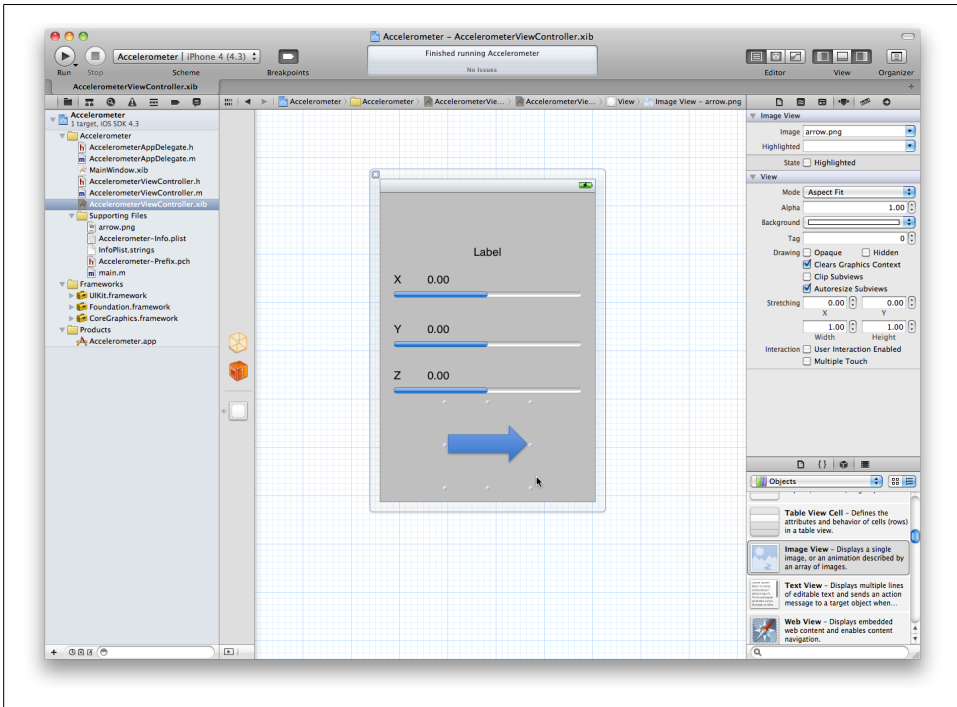 Accelerometer – AccelerometerViewController.xib
Accelerometer | iPhone 4 (4.3)
Finished running Accelerometer
No Issues
Run
Stop
Scheme
Breakpoints
Editor
View
Organizer
AccelerometerViewController.xib
Accelerometer
1 target, iOS SDK 4.3
Accelerometer
AccelerometerAppDelegate.h
AccelerometerAppDelegate.m
MainWindow.xib
AccelerometerViewController.h
AccelerometerViewController.m
AccelerometerViewController.xib
Supporting Files
arrow.png
Accelerometer-Info.plist
InfoPlist.strings
Accelerometer-Prefix.pch
main.m
Frameworks
UIKit.framework
Foundation.framework
CoreGraphics.framework
Products
Accelerometer.app
Accelerometer
Accelerometer
AccelerometerVie...
AccelerometerVie...
View
Image View – arrow.png
Label
X 0.00
Y 0.00
Z 0.00
Image View
Image arrow.png
Highlighted
State Highlighted
View
Mode Aspect Fit
Alpha 1.00
Background
Tag 0
Drawing Opaque Hidden
Clears Graphics Context
Clip Subviews
Autoresize Subviews
Stretching 0.00 0.00
X Y
1.00 1.00
Width Height
Interaction User Interaction Enabled
Multiple Touch
Objects
Table View Cell – Defines the
attributes and behavior of cells (rows)
in a table view.
Image View – Displays a single
image, or an animation described by
an array of images.
Text View – Displays multiple lines
of editable text and sends an action
message to a target object when...
Web View – Displays embedded
web content and enables content
navigation.